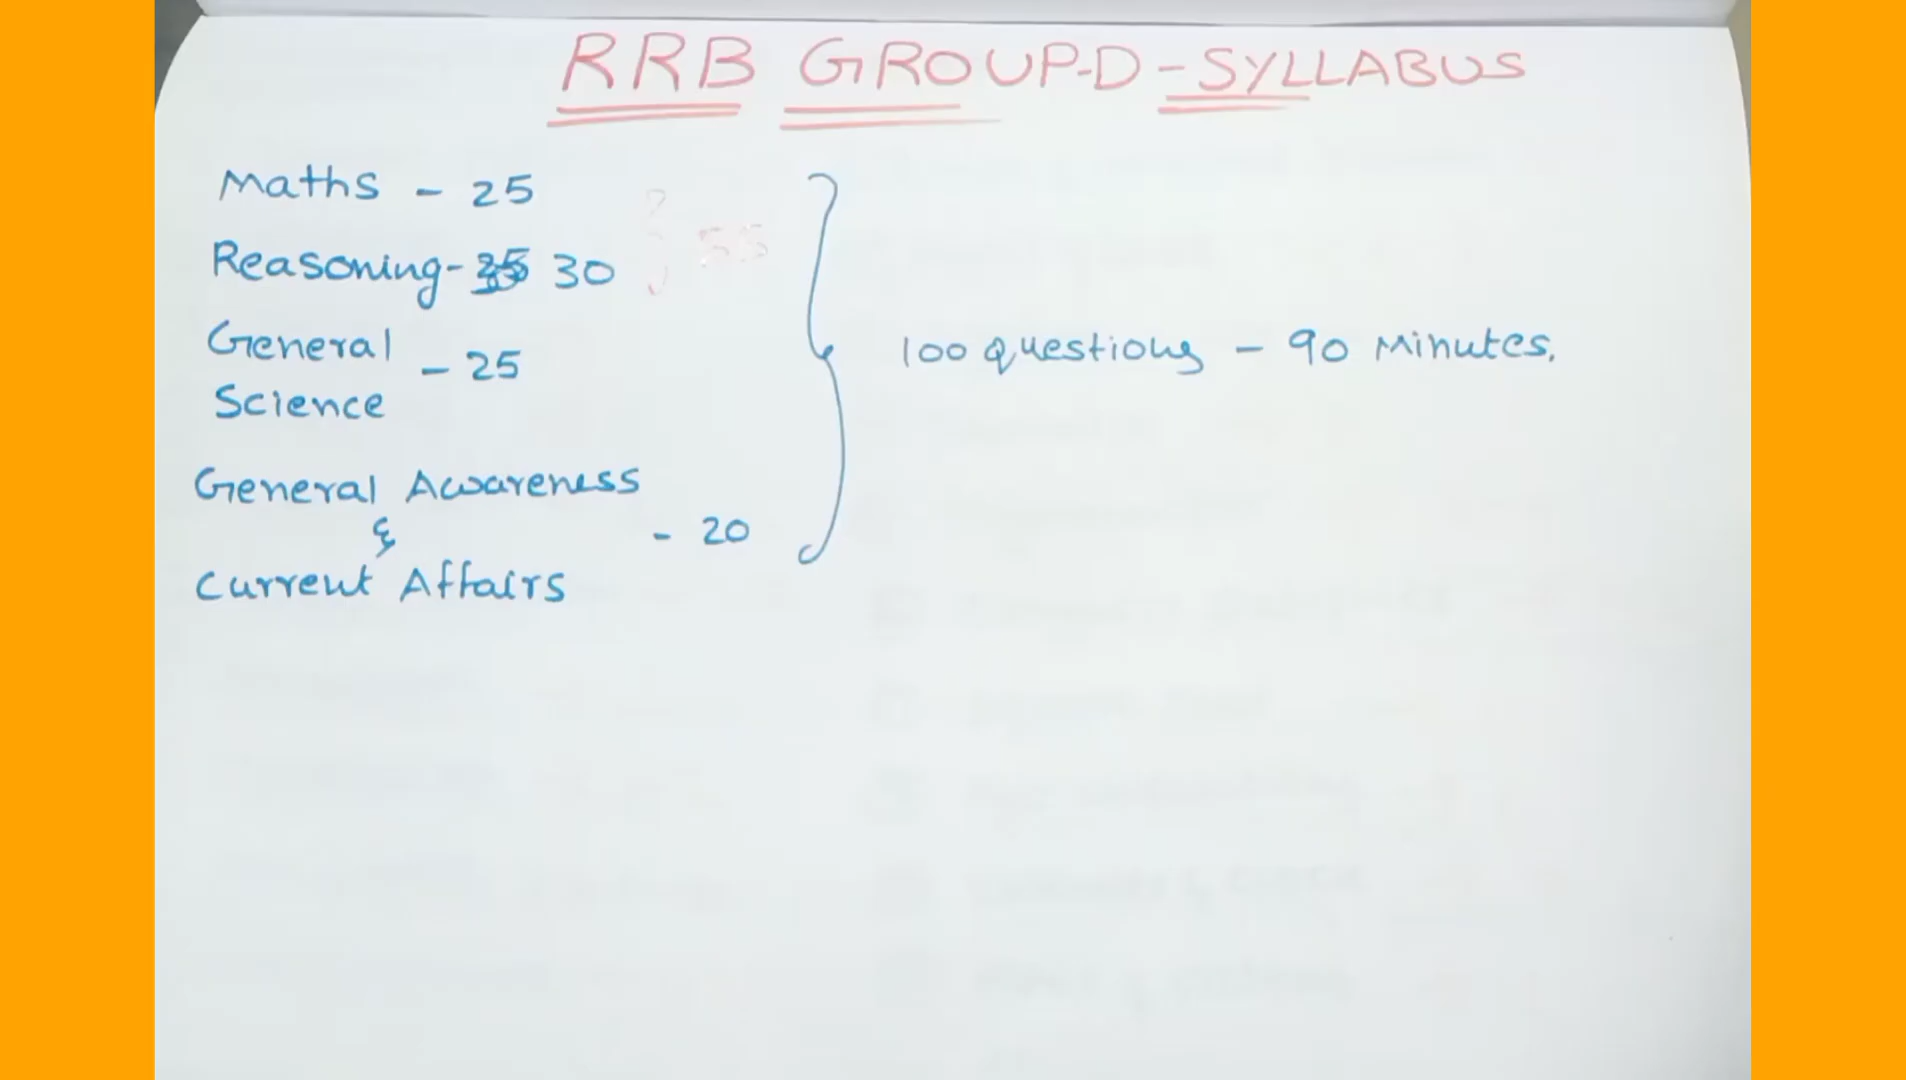 RRB GROUP-D - SYLLABUS
Maths - 25
Reasoning - 30
General
Science - 25
General Awareness
& - 20
Current Affairs
100 questions - 90 Minutes.
55